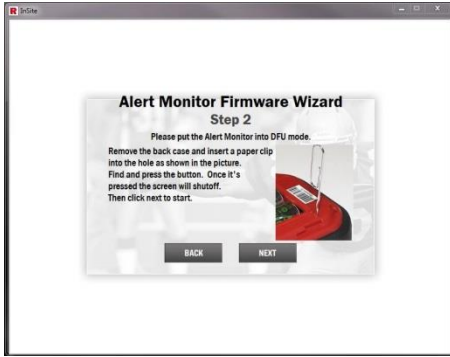 InSite
Alert Monitor Firmware Wizard
Step 2
Please put the Alert Monitor into DFU mode.
Remove the back case and insert a paper clip
into the hole as shown in the picture.
Find and press the button. Once it's
pressed the screen will shutoff.
Then click next to start.
BACK
NEXT